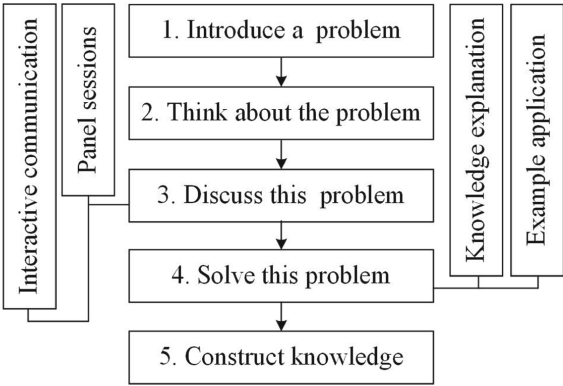 1. Introduce a problem
2. Think about the problem
3. Discuss this problem
4. Solve this problem
5. Construct knowledge
Interactive communication
Panel sessions
Knowledge explanation
Example application